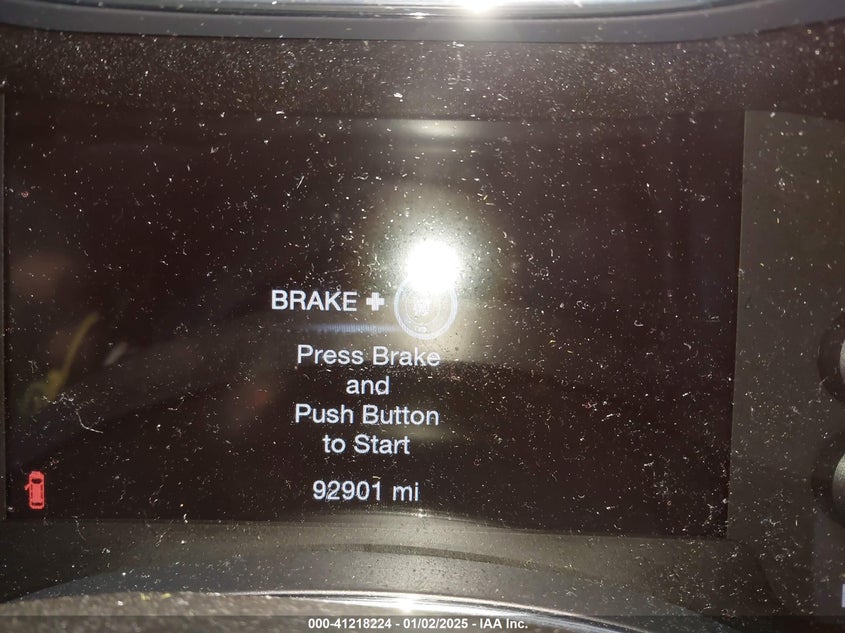 BRAKE +
Press Brake
and
Push Button
to Start
92901 mi
000-41218224 - 01/02/2025 - IAA Inc.